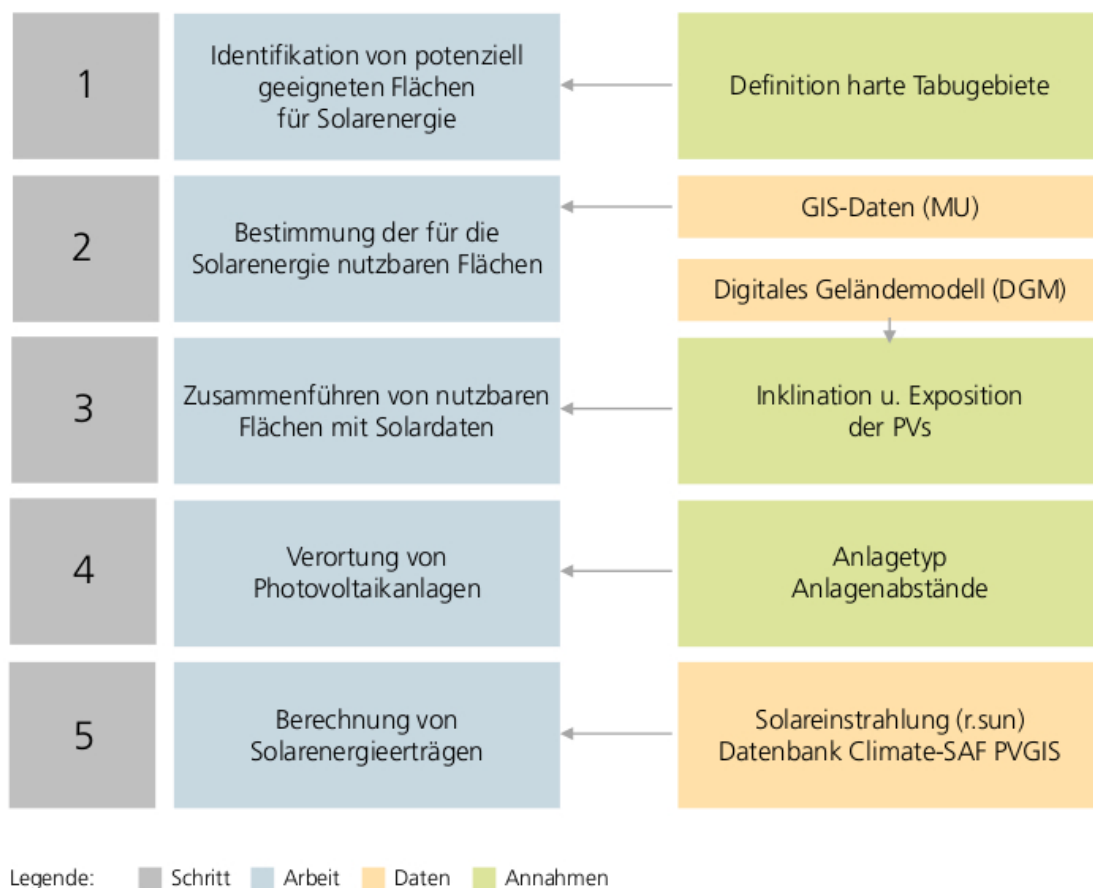 1
Identifikation von potenziell
geeigneten Flächen
für Solarenergie
Definition harte Tabugebiete
2
Bestimmung der für die
Solarenergie nutzbaren Flächen
GIS-Daten (MU)
Digitales Geländemodell (DGM)
3
Zusammenführen von nutzbaren
Flächen mit Solardaten
Inklination u. Exposition
der PVs
4
Verortung von
Photovoltaikanlagen
Anlagetyp
Anlagenabstände
5
Berechnung von
Solarenergieerträgen
Solareinstrahlung (r.sun)
Datenbank Climate-SAF PVGIS
Legende: Schritt Arbeit Daten Annahmen